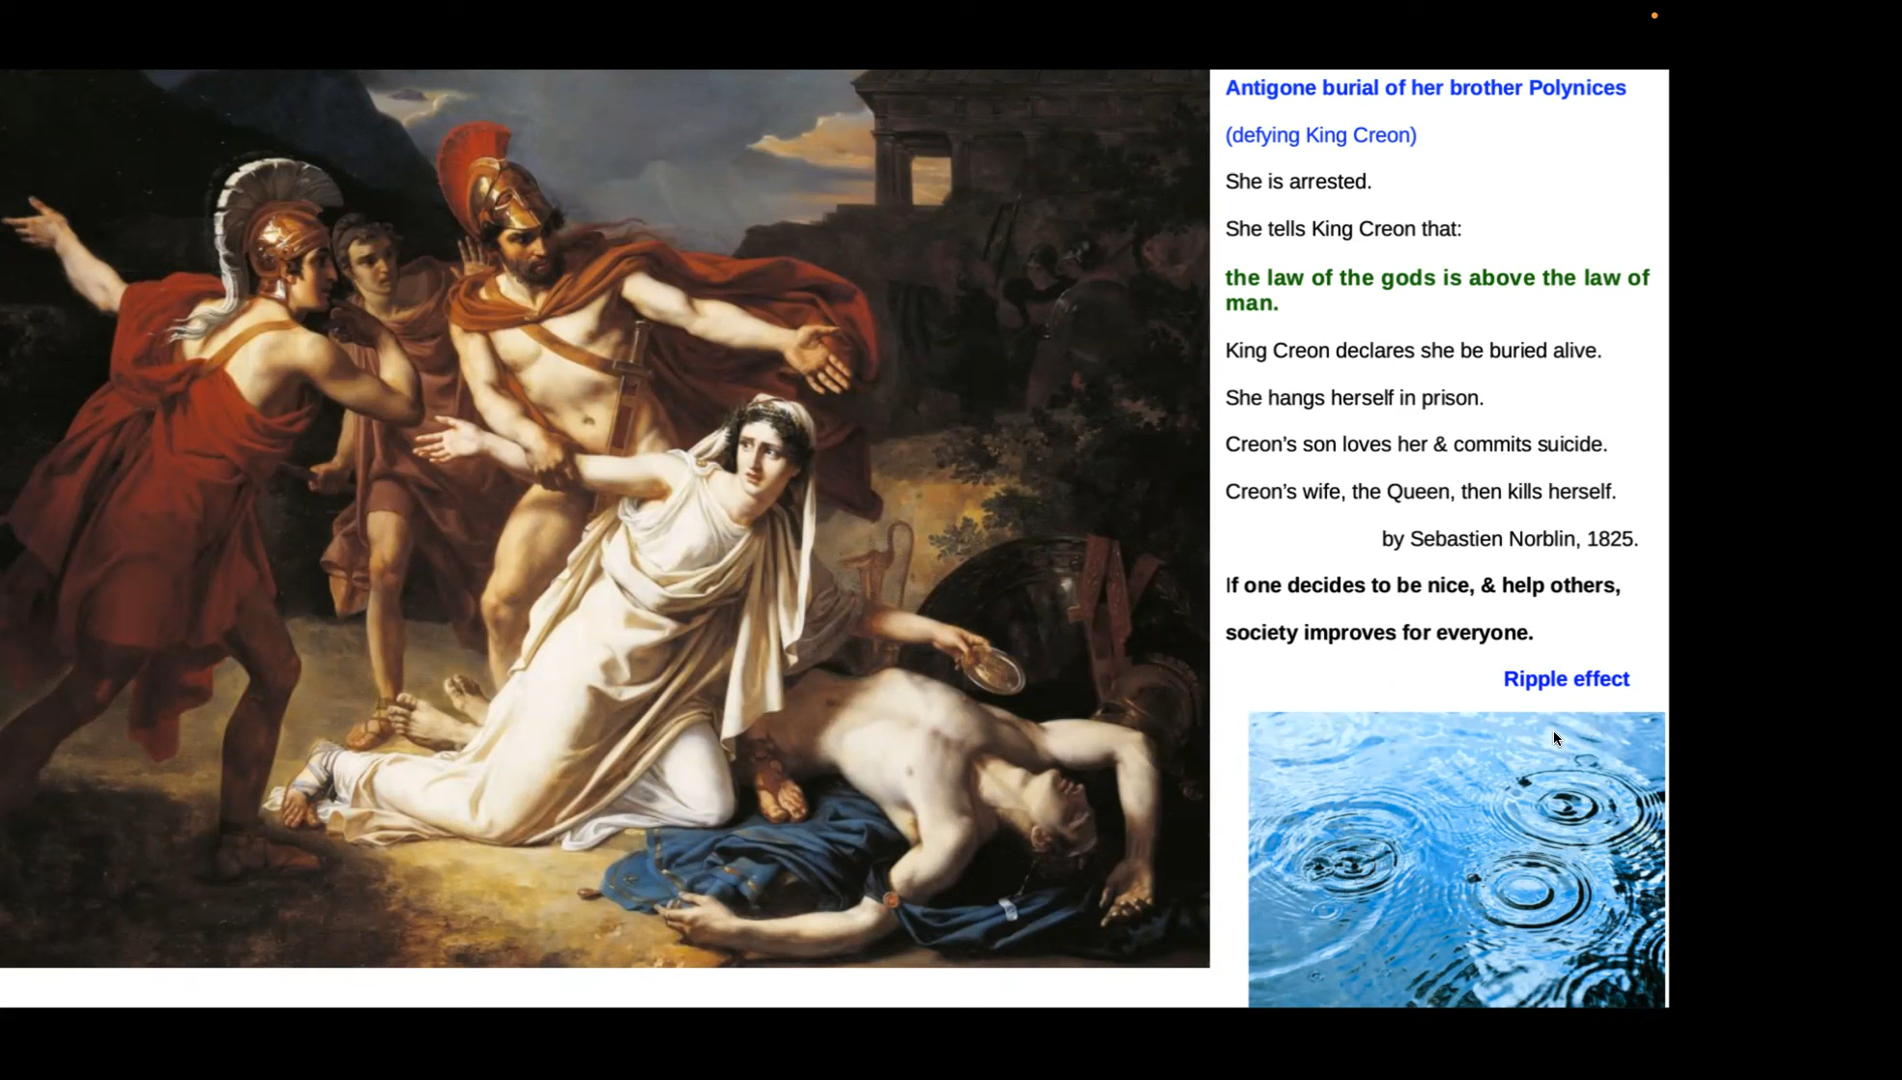 Antigone burial of her brother Polynices
(defying King Creon)
She is arrested.
She tells King Creon that:
the law of the gods is above the law of
man.
King Creon declares she be buried alive.
She hangs herself in prison.
Creon’s son loves her & commits suicide.
Creon’s wife, the Queen, then kills herself.
by Sebastien Norblin, 1825.
If one decides to be nice, & help others,
society improves for everyone.
Ripple effect